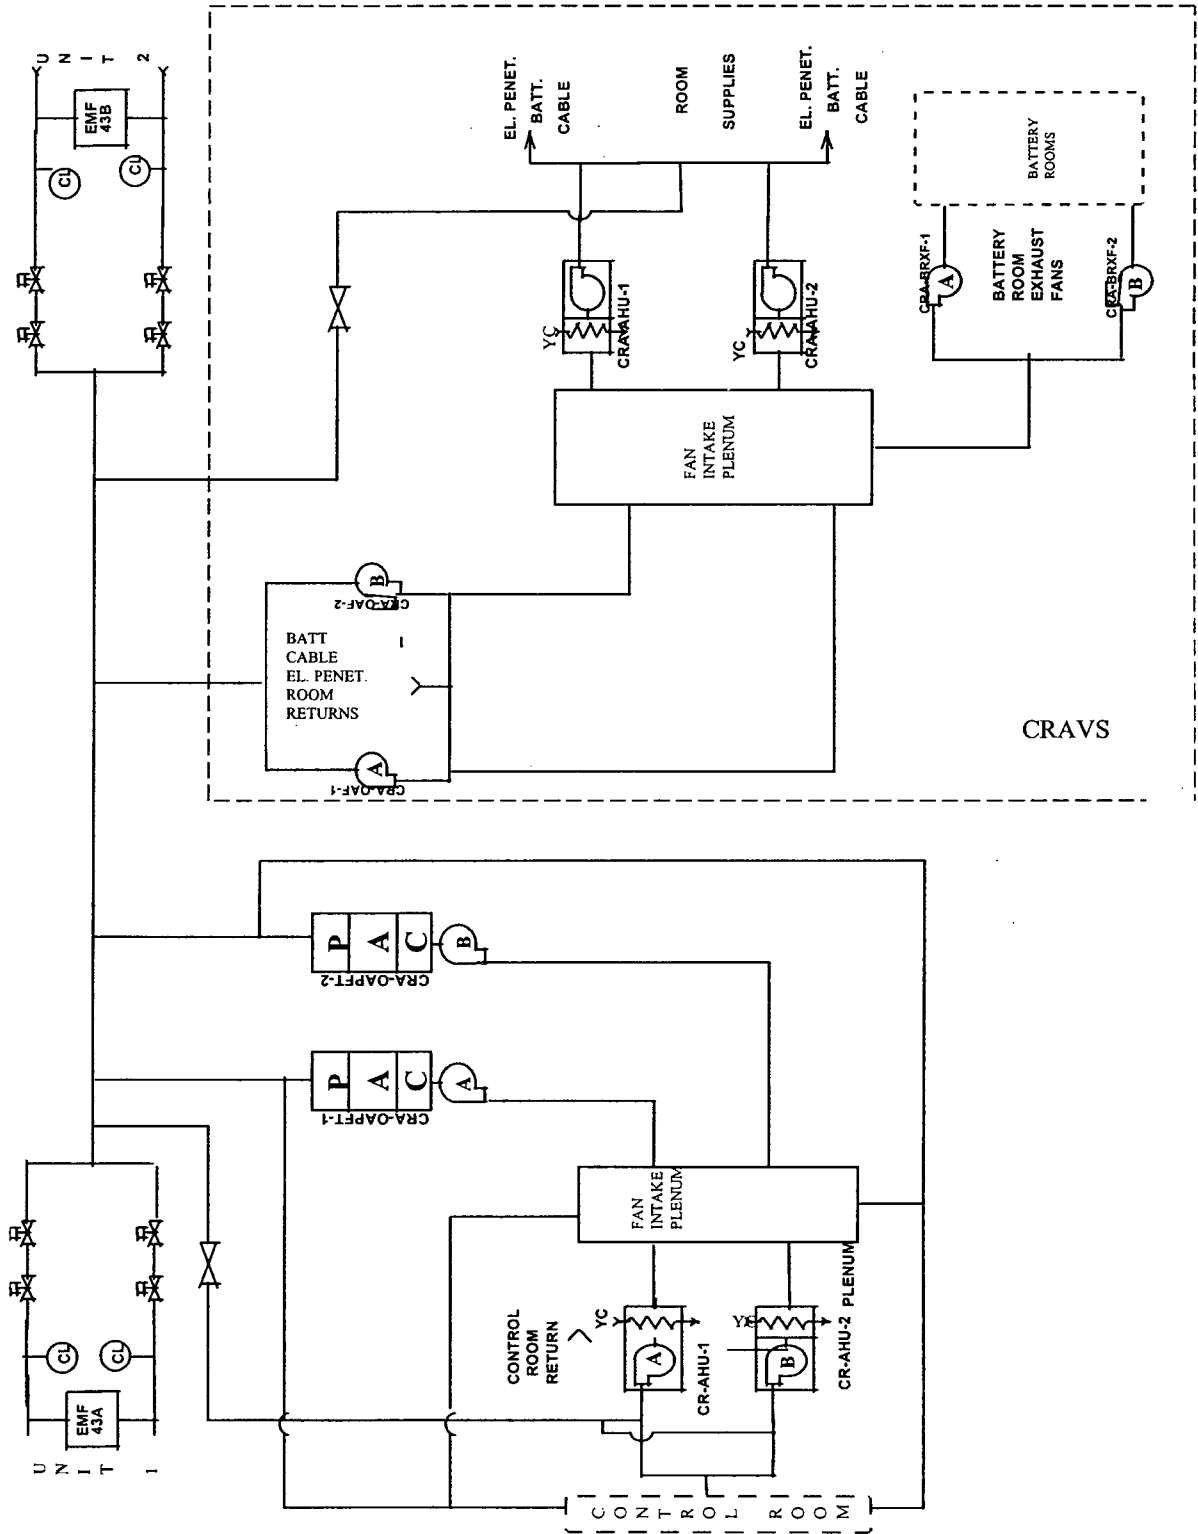 UNIT 2
EMF
43B
CL
CL
EL. PENET.
BATT.
CABLE
ROOM
SUPPLIES
EL. PENET.
BATT.
CABLE
YC
CRA-AHU-1
YC
CRA-AHU-2
BATTERY
ROOMS
CRA-BRXF-1
A
BATTERY
ROOM
EXHAUST
FANS
CRA-BRXF-2
B
FAN
INTAKE
PLENUM
B
CRA-OAF-2
BATT
CABLE
EL. PENET.
ROOM
RETURNS
A
CRA-OAF-1
CRAVS
P
A
C
B
CRA-OAPFT-2
P
A
C
A
CRA-OAPFT-1
FAN
INTAKE
PLENUM
PLENUM
CONTROL
ROOM
RETURN
YC
A
CR-AHU-1
YC
B
CR-AHU-2
CL
CL
EMF
43A
UNIT 1
CONTROL ROOM